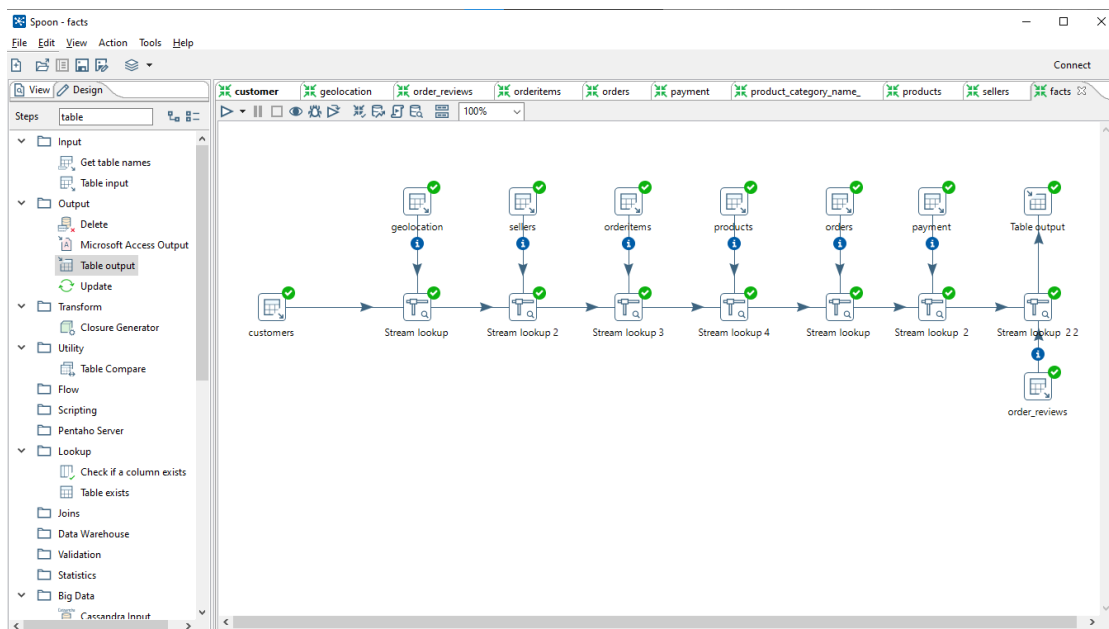 Spoon - facts
File Edit View Action Tools Help
Connect
View Design
customer geolocation order_reviews orderitems orders payment product_category_name_ products sellers facts
Steps table
100%
Input
Get table names
Table input
Output
Delete
Microsoft Access Output
Table output
Update
Transform
Closure Generator
Utility
Table Compare
Flow
Scripting
Pentaho Server
Lookup
Check if a column exists
Table exists
Joins
Data Warehouse
Validation
Statistics
Big Data
Cassandra Input
geolocation sellers orderitems products orders payment Table output
customers Stream lookup Stream lookup 2 Stream lookup 3 Stream lookup 4 Stream lookup Stream lookup 2 Stream lookup 2 2
order_reviews